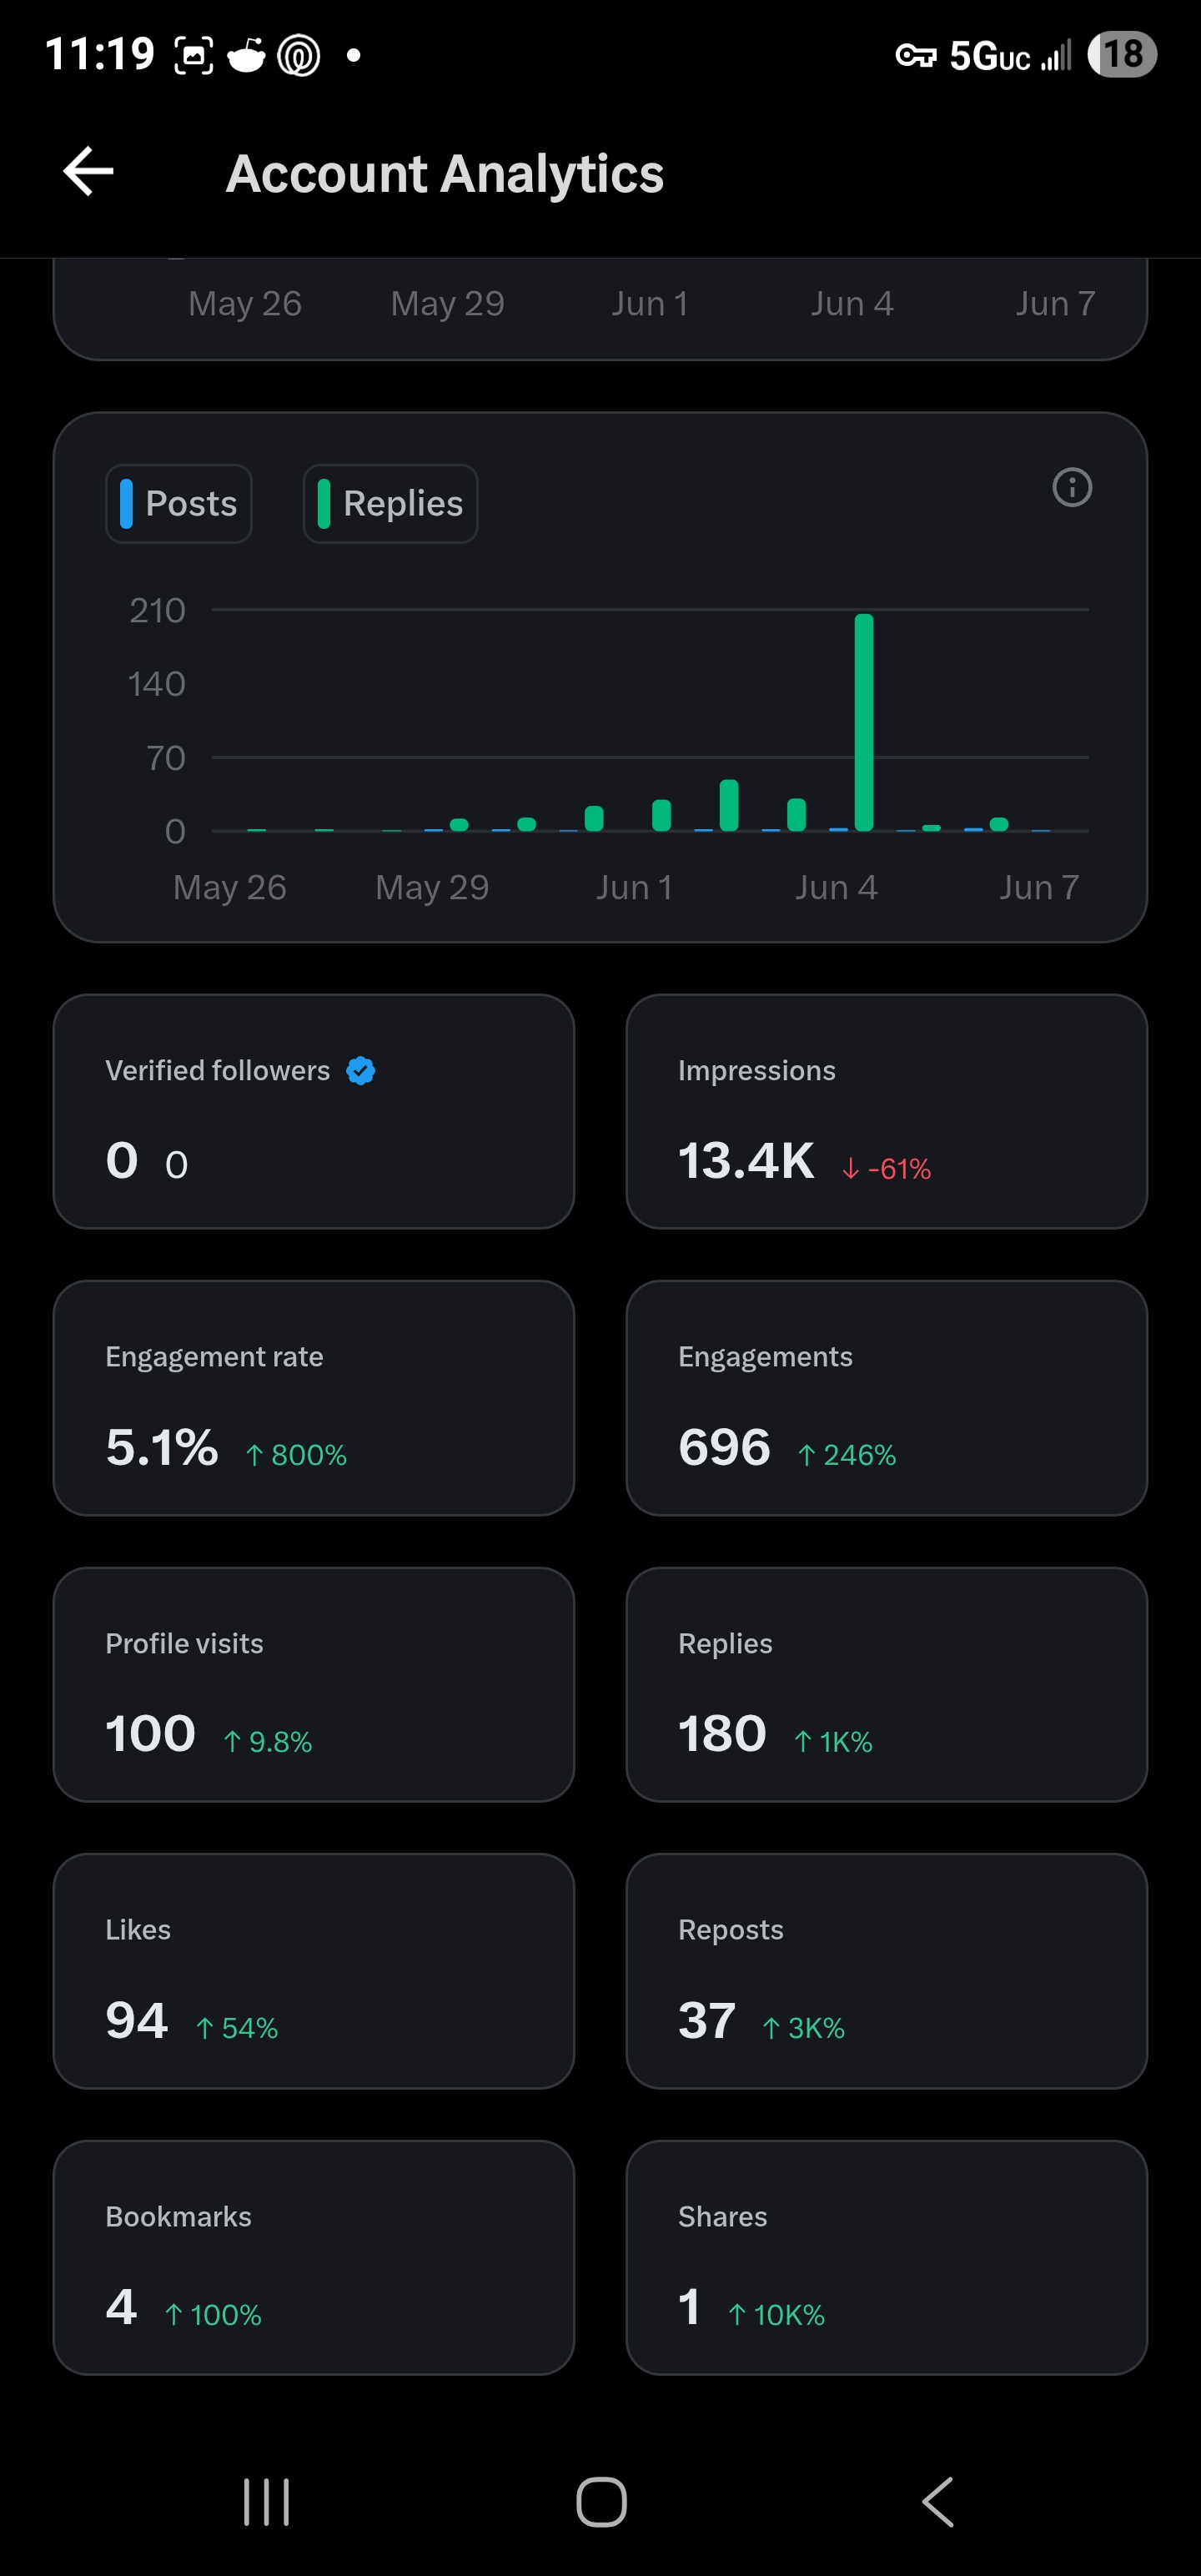 11:19 5GUC 18
Account Analytics
May 26 May 29 Jun 1 Jun 4 Jun 7
Posts Replies
210
140
70
0
May 26 May 29 Jun 1 Jun 4 Jun 7
Verified followers Impressions
0 0 13.4K ↓ -61%
Engagement rate Engagements
5.1% ↑ 800% 696 ↑ 246%
Profile visits Replies
100 ↑ 9.8% 180 ↑ 1K%
Likes Reposts
94 ↑ 54% 37 ↑ 3K%
Bookmarks Shares
4 ↑ 100% 1 ↑ 10K%